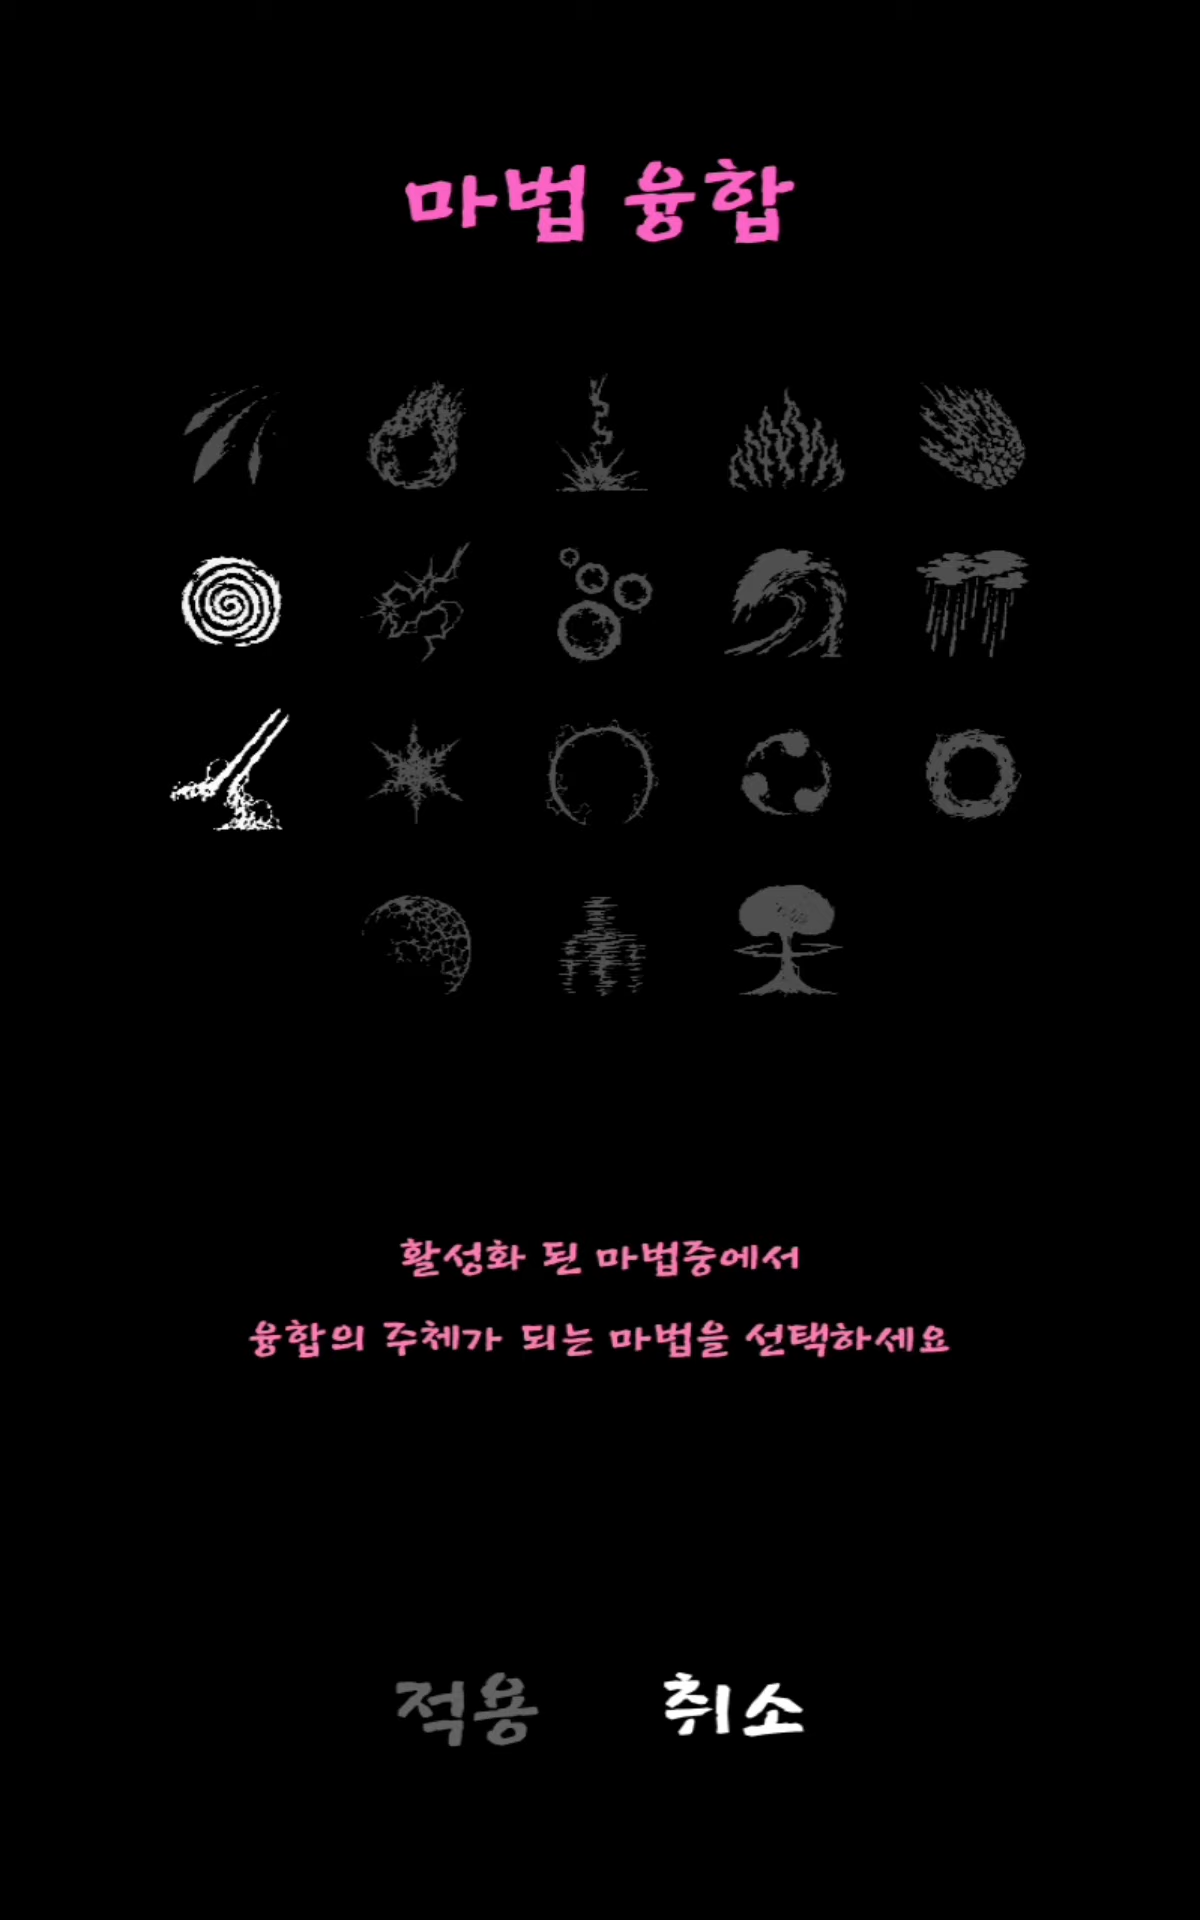 마법 융합
활성화 된 마법중에서
융합의 주체가 되는 마법을 선택하세요
적용 취소